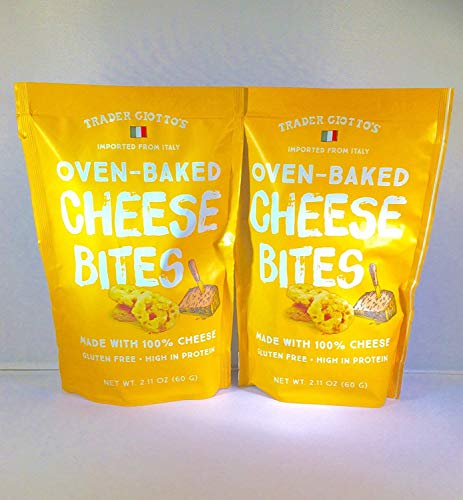 TRADER GIOTTO'S
IMPORTED FROM ITALY
OVEN-BAKED
CHEESE
BITES
MADE WITH 100% CHEESE
GLUTEN FREE • HIGH IN PROTEIN
NET WT. 2.11 OZ (60 G)
TRADER GIOTTO'S
IMPORTED FROM ITALY
OVEN-BAKED
CHEESE
BITES
MADE WITH 100% CHEESE
GLUTEN FREE • HIGH IN PROTEIN
NET WT. 2.11 OZ (60 G)